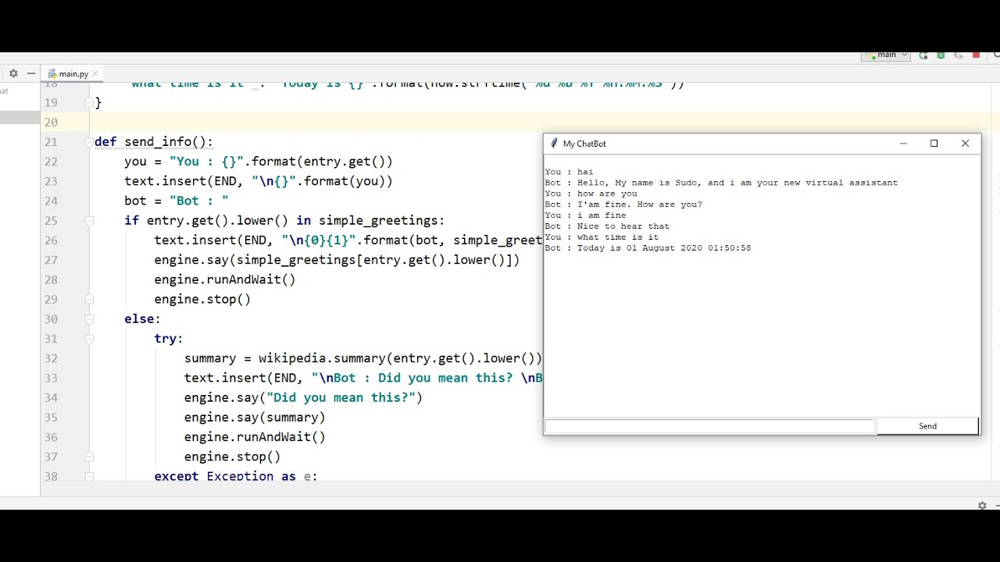 main
main.py
nat
18 "what time is it" : "Today is {}".format(now.strftime("%d %B %Y %H:%M:%S"))
19 }
20
21 def send_info():
22 you = "You : {}".format(entry.get())
23 text.insert(END, "\n{}".format(you))
24 bot = "Bot : "
25 if entry.get().lower() in simple_greetings:
26 text.insert(END, "\n{0}{1}".format(bot, simple_greet
27 engine.say(simple_greetings[entry.get().lower()])
28 engine.runAndWait()
29 engine.stop()
30 else:
31 try:
32 summary = wikipedia.summary(entry.get().lower())
33 text.insert(END, "\nBot : Did you mean this? \nB
34 engine.say("Did you mean this?")
35 engine.say(summary)
36 engine.runAndWait()
37 engine.stop()
38 except Exception as e:
My ChatBot
You : hai
Bot : Hello, My name is Sudo, and i am your new virtual assistant
You : how are you
Bot : I'am fine. How are you?
You : i am fine
Bot : Nice to hear that
You : what time is it
Bot : Today is 01 August 2020 01:50:58
Send